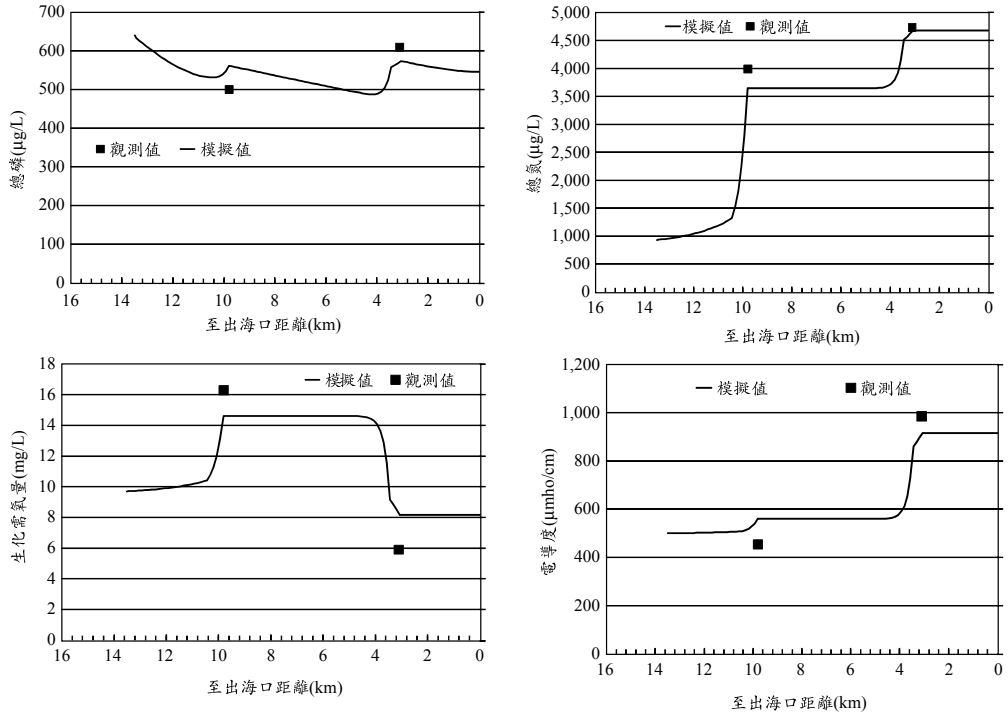 700
600
500
400
300
200
100
0
總磷(μg/L)
■ 觀測值 — 模擬值
16 14 12 10 8 6 4 2 0
至出海口距離(km)
5,000
4,500
4,000
3,500
3,000
2,500
2,000
1,500
1,000
500
0
總氮(μg/L)
— 模擬值 ■ 觀測值
16 14 12 10 8 6 4 2 0
至出海口距離(km)
18
16
14
12
10
8
6
4
2
0
生化需氧量(mg/L)
— 模擬值 ■ 觀測值
16 14 12 10 8 6 4 2 0
至出海口距離(km)
1,200
1,000
800
600
400
200
0
電導度(μmho/cm)
— 模擬值 ■ 觀測值
16 14 12 10 8 6 4 2 0
至出海口距離(km)